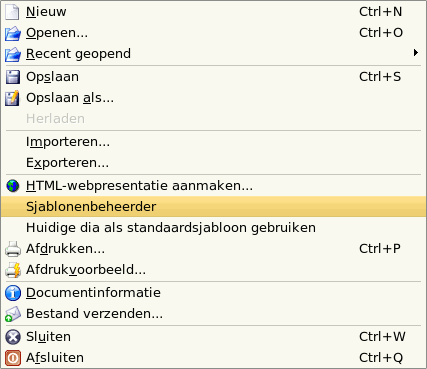 Nieuw Ctrl+N
Openen... Ctrl+O
Recent geopend
Opslaan Ctrl+S
Opslaan als...
Herladen
Importeren...
Exporteren...
HTML-webpresentatie aanmaken...
Sjablonenbeheerder
Huidige dia als standaardsjabloon gebruiken
Afdrukken... Ctrl+P
Afdrukvoorbeeld...
Documentinformatie
Bestand verzenden...
Sluiten Ctrl+W
Afsluiten Ctrl+Q